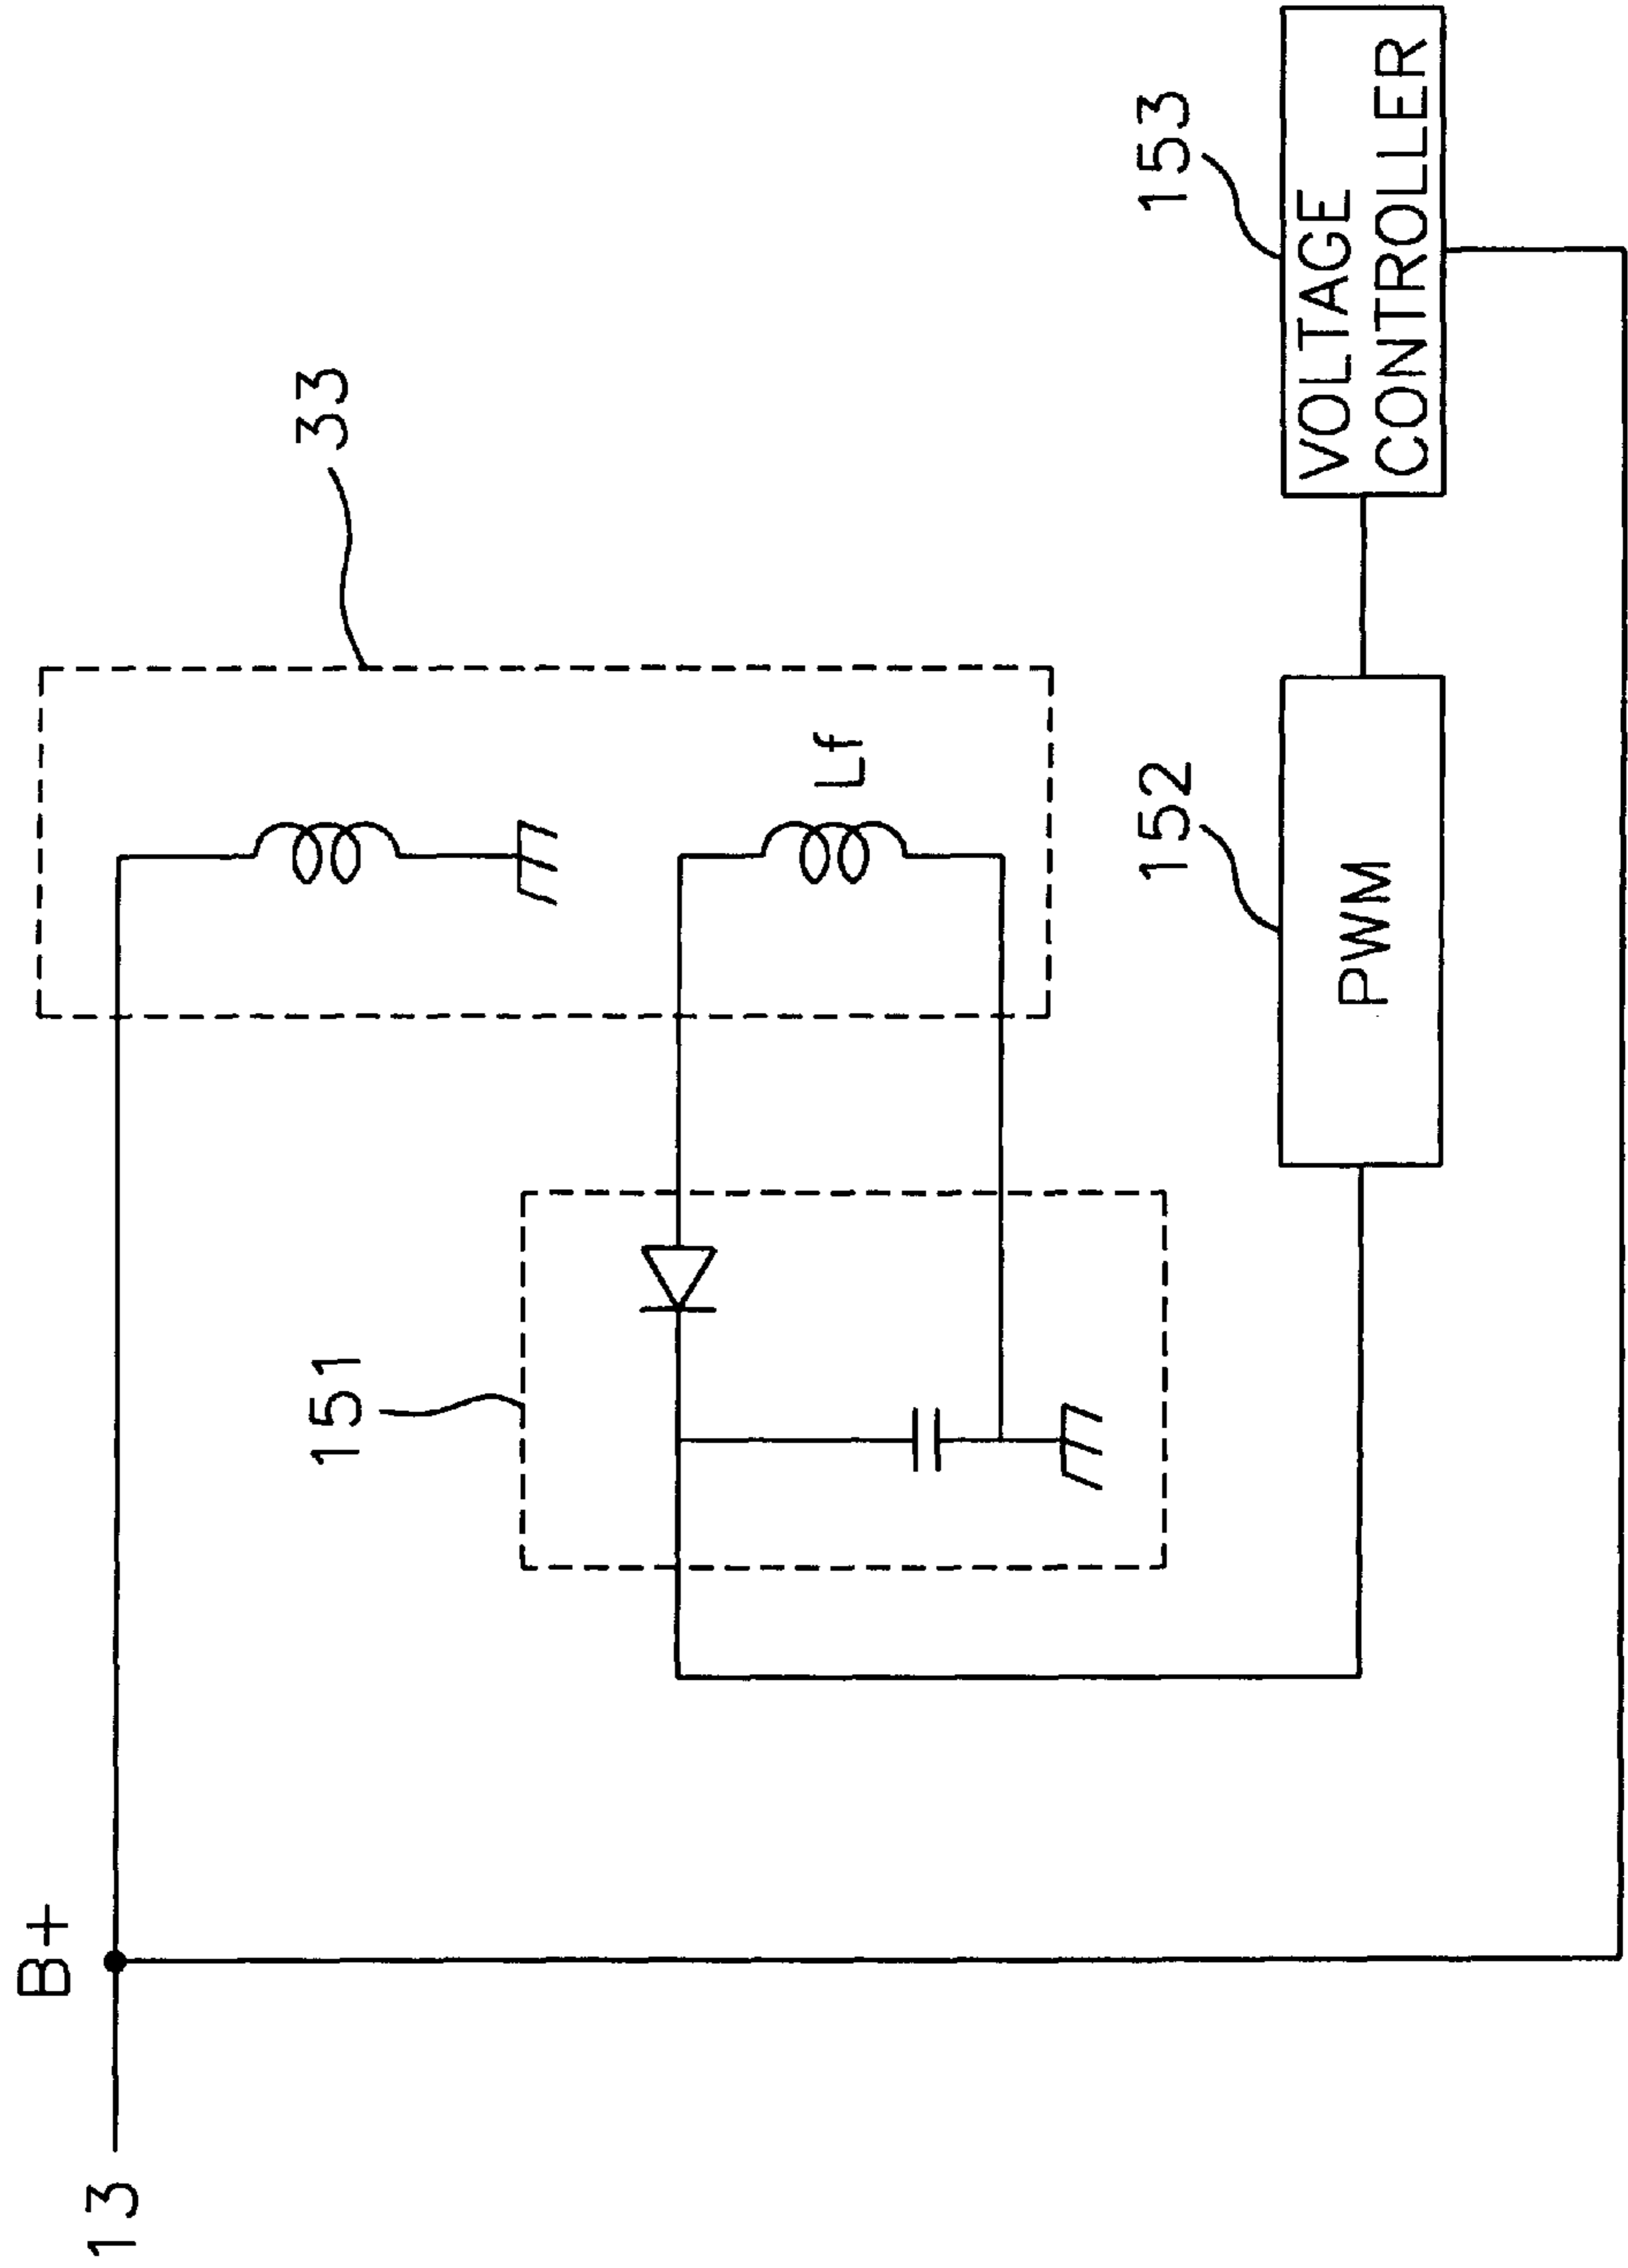 13
B+
33
Lf
151
152
PWM
153
VOLTAGE
CONTROLLER